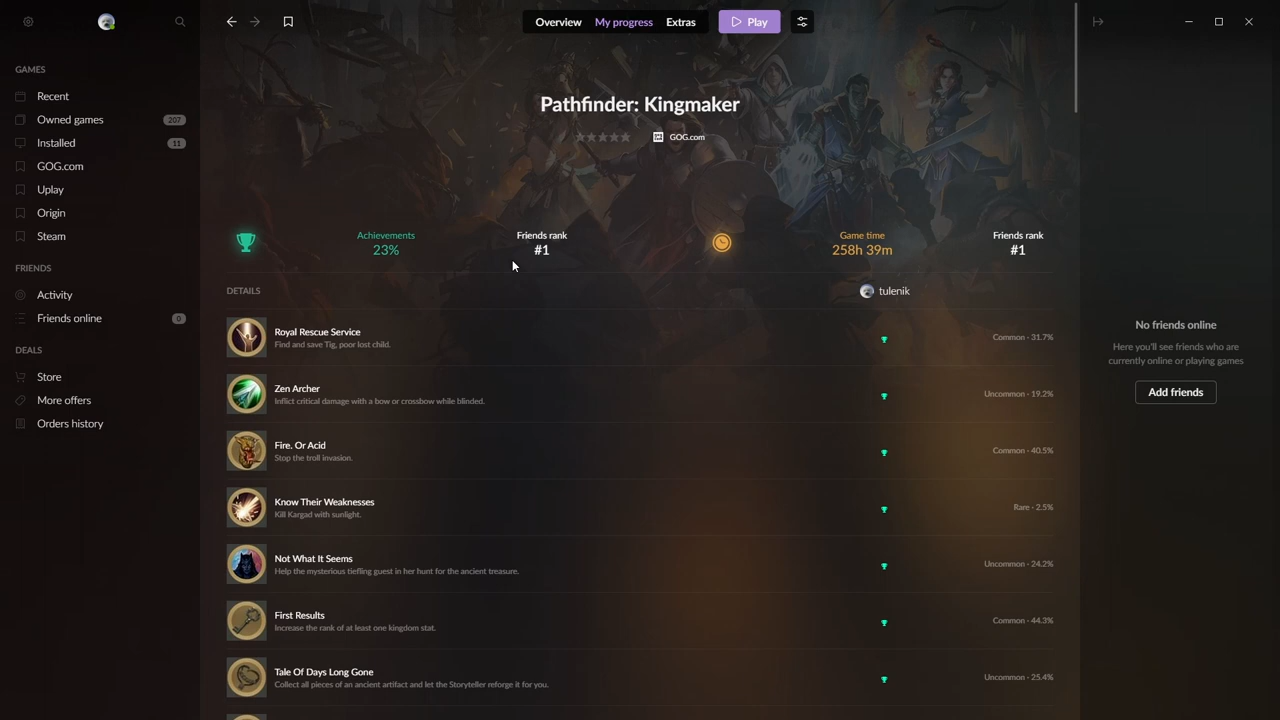 Overview My progress Extras Play
GAMES
Recent
Owned games 207
Installed 11
GOG.com
Uplay
Origin
Steam
FRIENDS
Activity
Friends online 0
DEALS
Store
More offers
Orders history
Pathfinder: Kingmaker
GOG.com
Achievements
23%
Friends rank
#1
Game time
258h 39m
Friends rank
#1
DETAILS
tulenik
Royal Rescue Service
Find and save Tig, poor lost child.
Common · 31.7%
Zen Archer
Inflict critical damage with a bow or crossbow while blinded.
Uncommon · 19.2%
Fire. Or Acid
Stop the troll invasion.
Common · 40.5%
Know Their Weaknesses
Kill Kargad with sunlight.
Rare · 2.5%
Not What It Seems
Help the mysterious tiefling guest in her hunt for the ancient treasure.
Uncommon · 24.2%
First Results
Increase the rank of at least one kingdom stat.
Common · 44.3%
Tale Of Days Long Gone
Collect all pieces of an ancient artifact and let the Storyteller reforge it for you.
Uncommon · 25.4%
No friends online
Here you'll see friends who are
currently online or playing games
Add friends